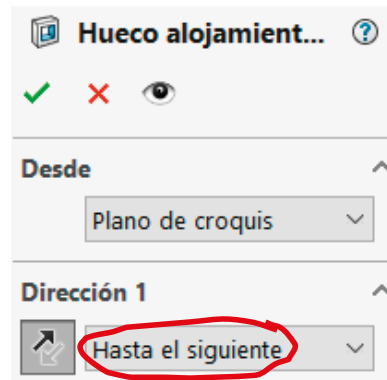 Hueco alojamient... ?
Desde
Plano de croquis
Dirección 1
Hasta el siguiente